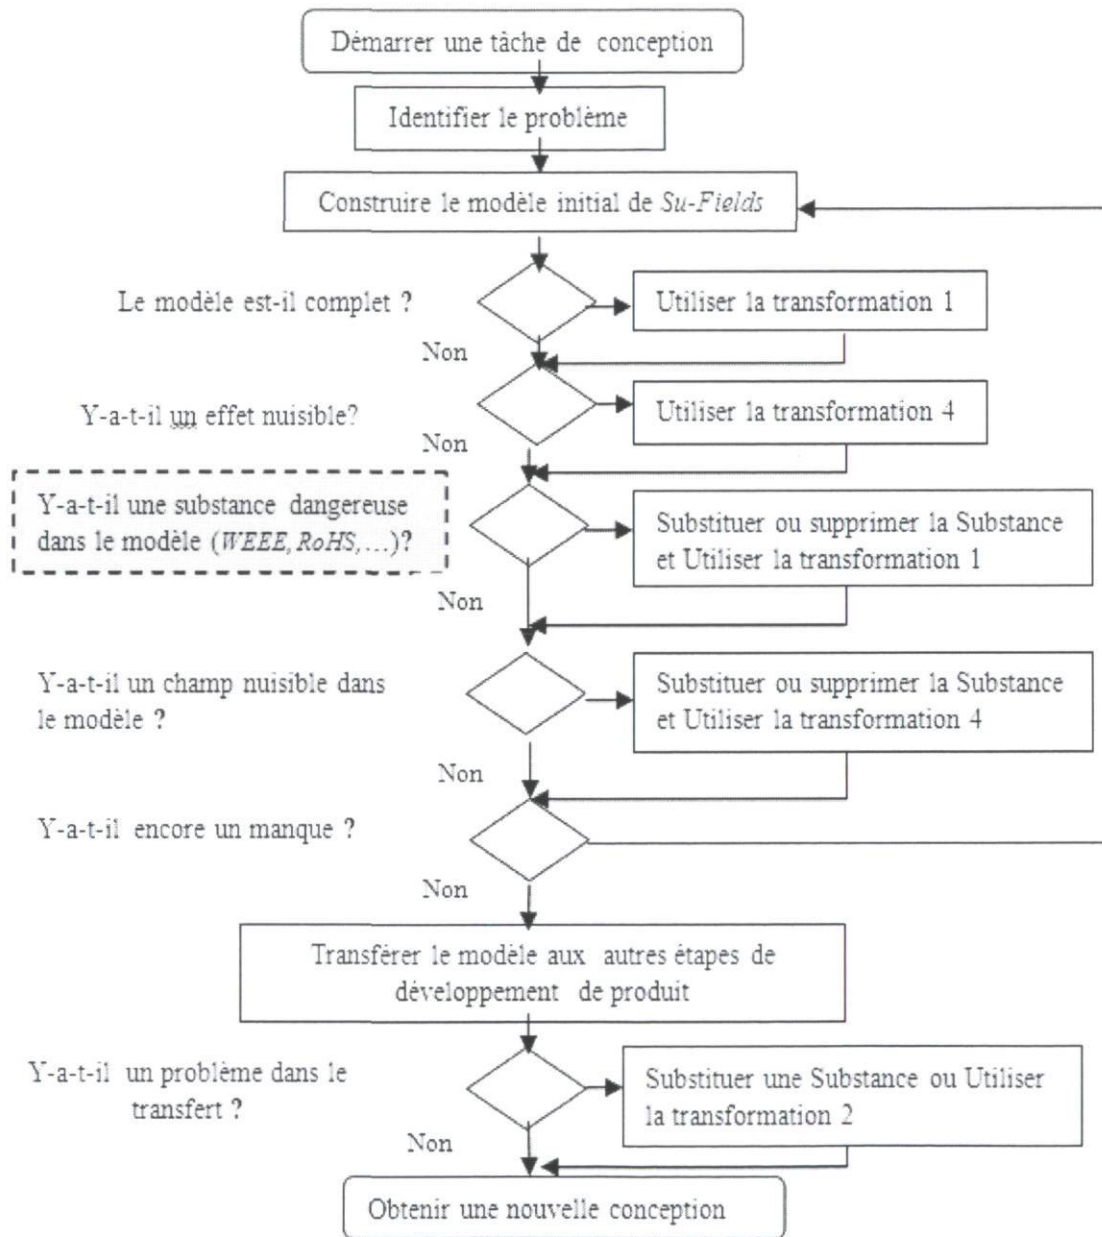 Démarrer une tâche de conception
Identifier le problème
Construire le modèle initial de Su-Fields
Le modèle est-il complet ?
Utiliser la transformation 1
Non
Y-a-t-il un effet nuisible?
Utiliser la transformation 4
Non
Y-a-t-il une substance dangereuse
dans le modèle (WEEE, RoHS, ...)?
Substituer ou supprimer la Substance
et Utiliser la transformation 1
Non
Y-a-t-il un champ nuisible dans
le modèle ?
Substituer ou supprimer la Substance
et Utiliser la transformation 4
Non
Y-a-t-il encore un manque ?
Non
Transférer le modèle aux autres étapes de
développement de produit
Y-a-t-il un problème dans le
transfert ?
Substituer une Substance ou Utiliser
la transformation 2
Non
Obtenir une nouvelle conception